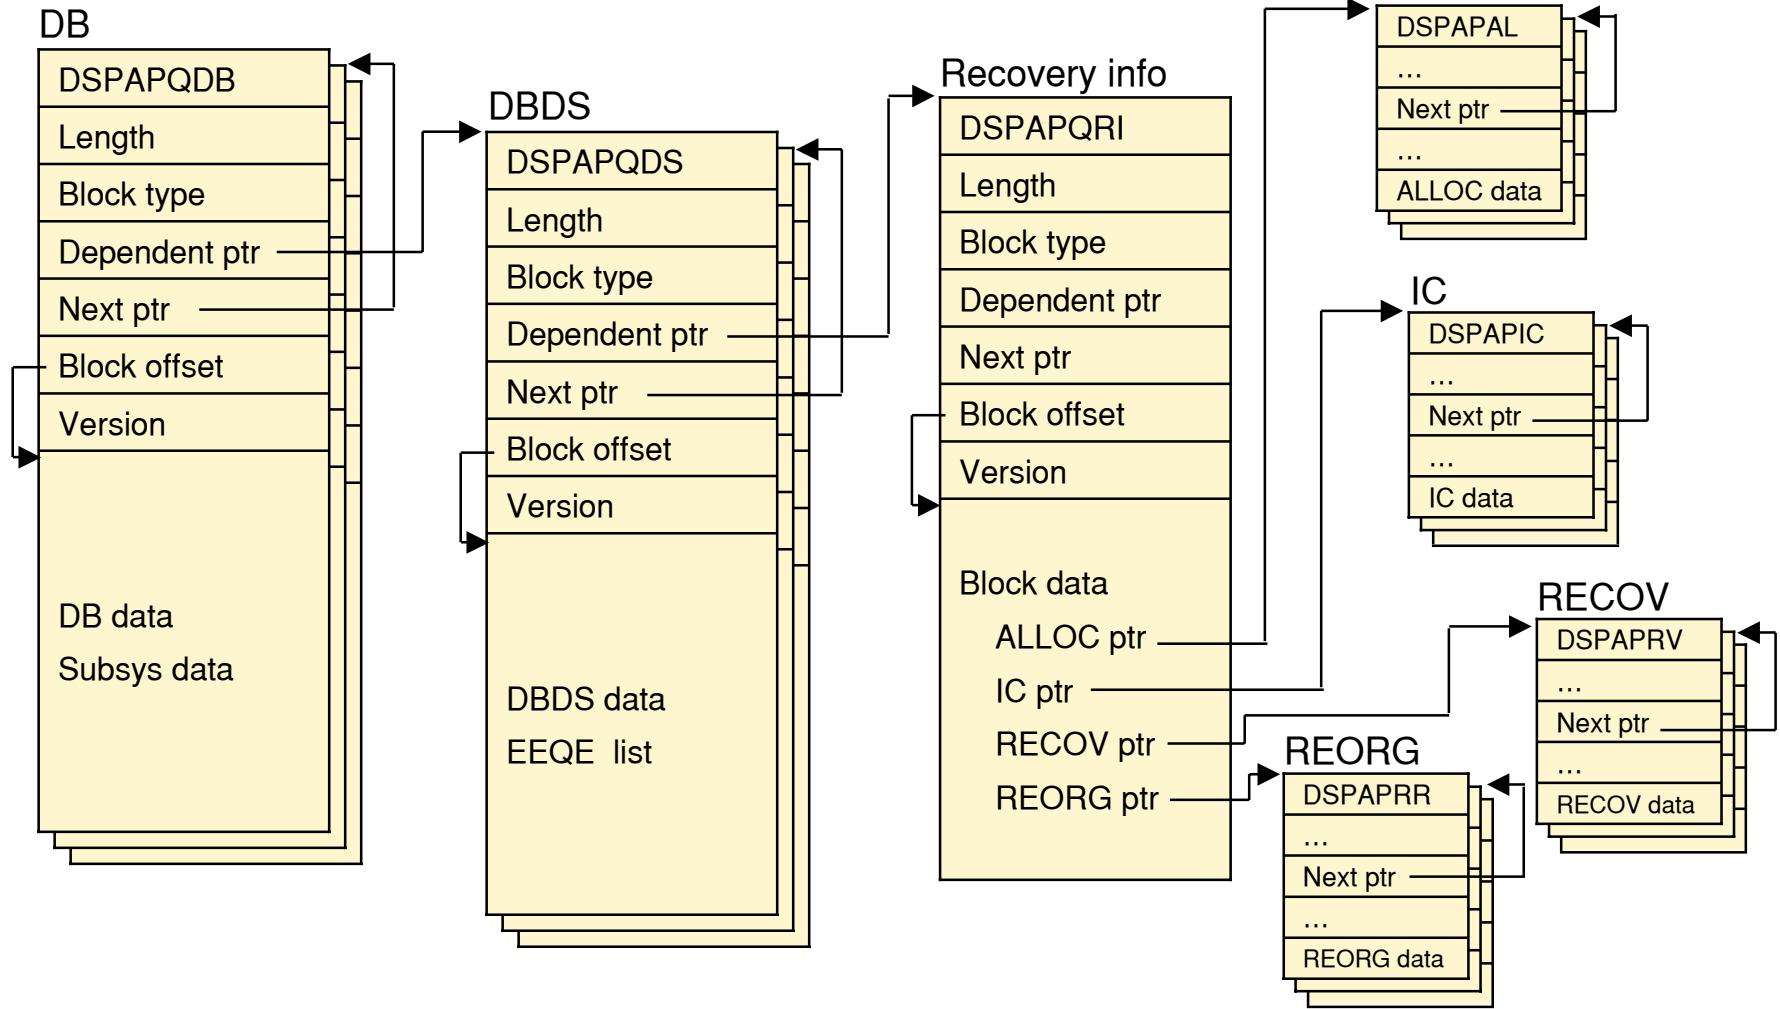 DB
DSPAPQDB
Length
Block type
Dependent ptr
Next ptr
Block offset
Version
DB data
Subsys data
DBDS
DSPAPQDS
Length
Block type
Dependent ptr
Next ptr
Block offset
Version
DBDS data
EEQE list
Recovery info
DSPAPQRI
Length
Block type
Dependent ptr
Next ptr
Block offset
Version
Block data
ALLOC ptr
IC ptr
RECOV ptr
REORG ptr
DSPAPAL
...
Next ptr
...
ALLOC data
IC
DSPAPIC
...
Next ptr
...
IC data
RECOV
DSPAPRV
...
Next ptr
...
RECOV data
REORG
DSPAPRR
...
Next ptr
...
REORG data